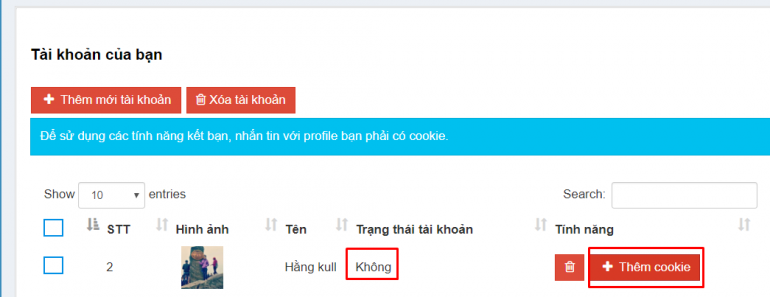 Tài khoản của bạn
Thêm mới tài khoản Xóa tài khoản
Để sử dụng các tính năng kết bạn, nhắn tin với profile bạn phải có cookie.
Show 10 entries Search:
STT Hình ảnh Tên Trạng thái tài khoản Tính năng
2 Hằng kull Không Thêm cookie